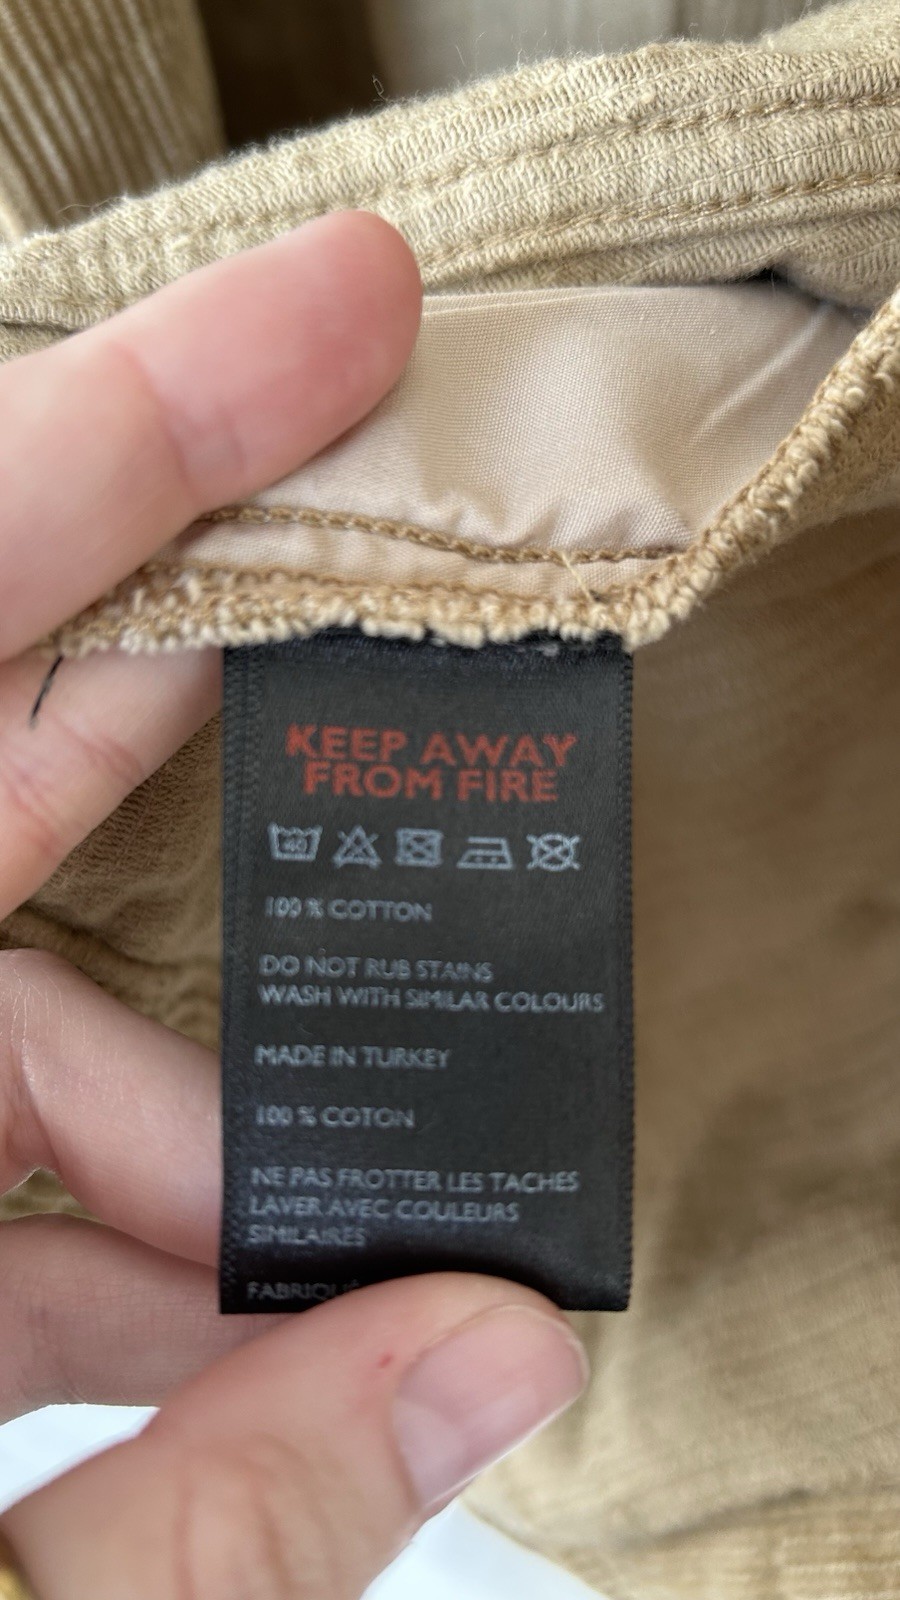 KEEP AWAY
FROM FIRE
40
100 % COTTON
DO NOT RUB STAINS
WASH WITH SIMILAR COLOURS
MADE IN TURKEY
100 % COTON
NE PAS FROTTER LES TACHES
LAVER AVEC COULEURS
SIMILAIRES